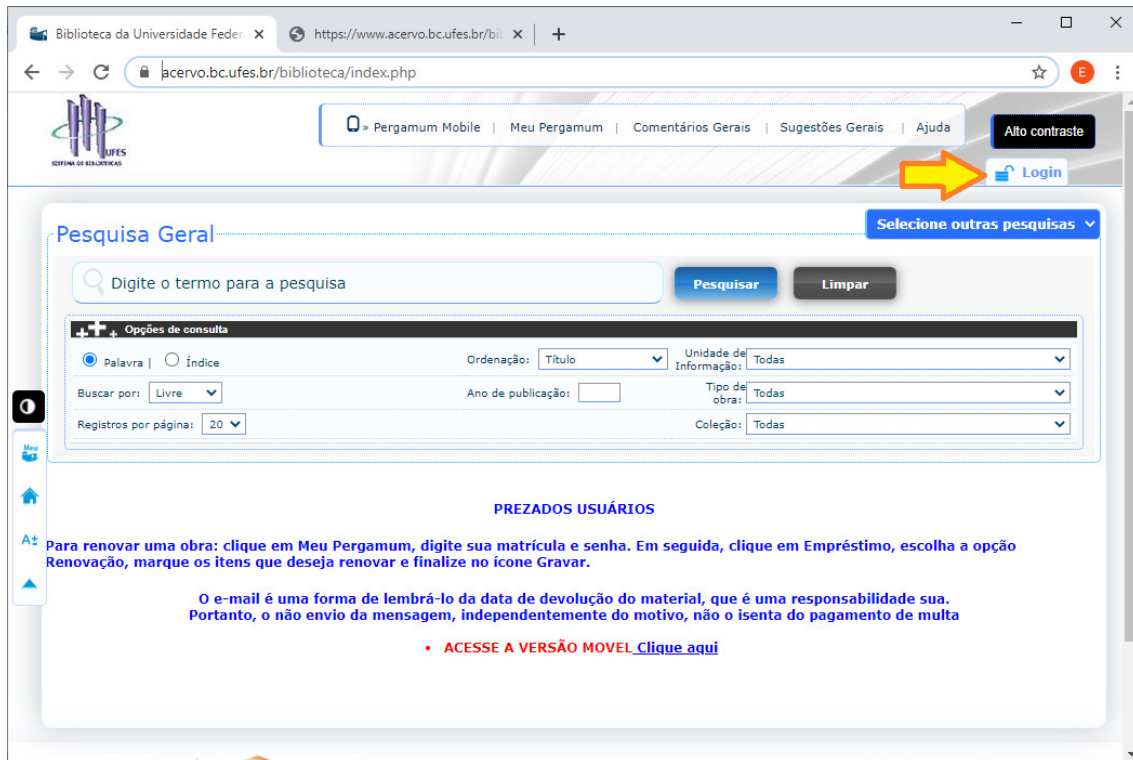 Biblioteca da Universidade Feder
https://www.acervo.bc.ufes.br/bi
acervo.bc.ufes.br/biblioteca/index.php
E
UFES
SISTEMA DE BIBLIOTECAS
» Pergamum Mobile | Meu Pergamum | Comentários Gerais | Sugestões Gerais | Ajuda
Alto contraste
Login
Selecione outras pesquisas
Pesquisa Geral
Digite o termo para a pesquisa
Pesquisar
Limpar
Opções de consulta
Palavra | Índice
Ordenação: Título
Unidade de Informação: Todas
Buscar por: Livre
Ano de publicação:
Tipo de obra: Todas
Registros por página: 20
Coleção: Todas
Meu
A±
PREZADOS USUÁRIOS
Para renovar uma obra: clique em Meu Pergamum, digite sua matrícula e senha. Em seguida, clique em Empréstimo, escolha a opção
Renovação, marque os itens que deseja renovar e finalize no ícone Gravar.
O e-mail é uma forma de lembrá-lo da data de devolução do material, que é uma responsabilidade sua.
Portanto, o não envio da mensagem, independentemente do motivo, não o isenta do pagamento de multa
• ACESSE A VERSÃO MOVEL Clique aqui